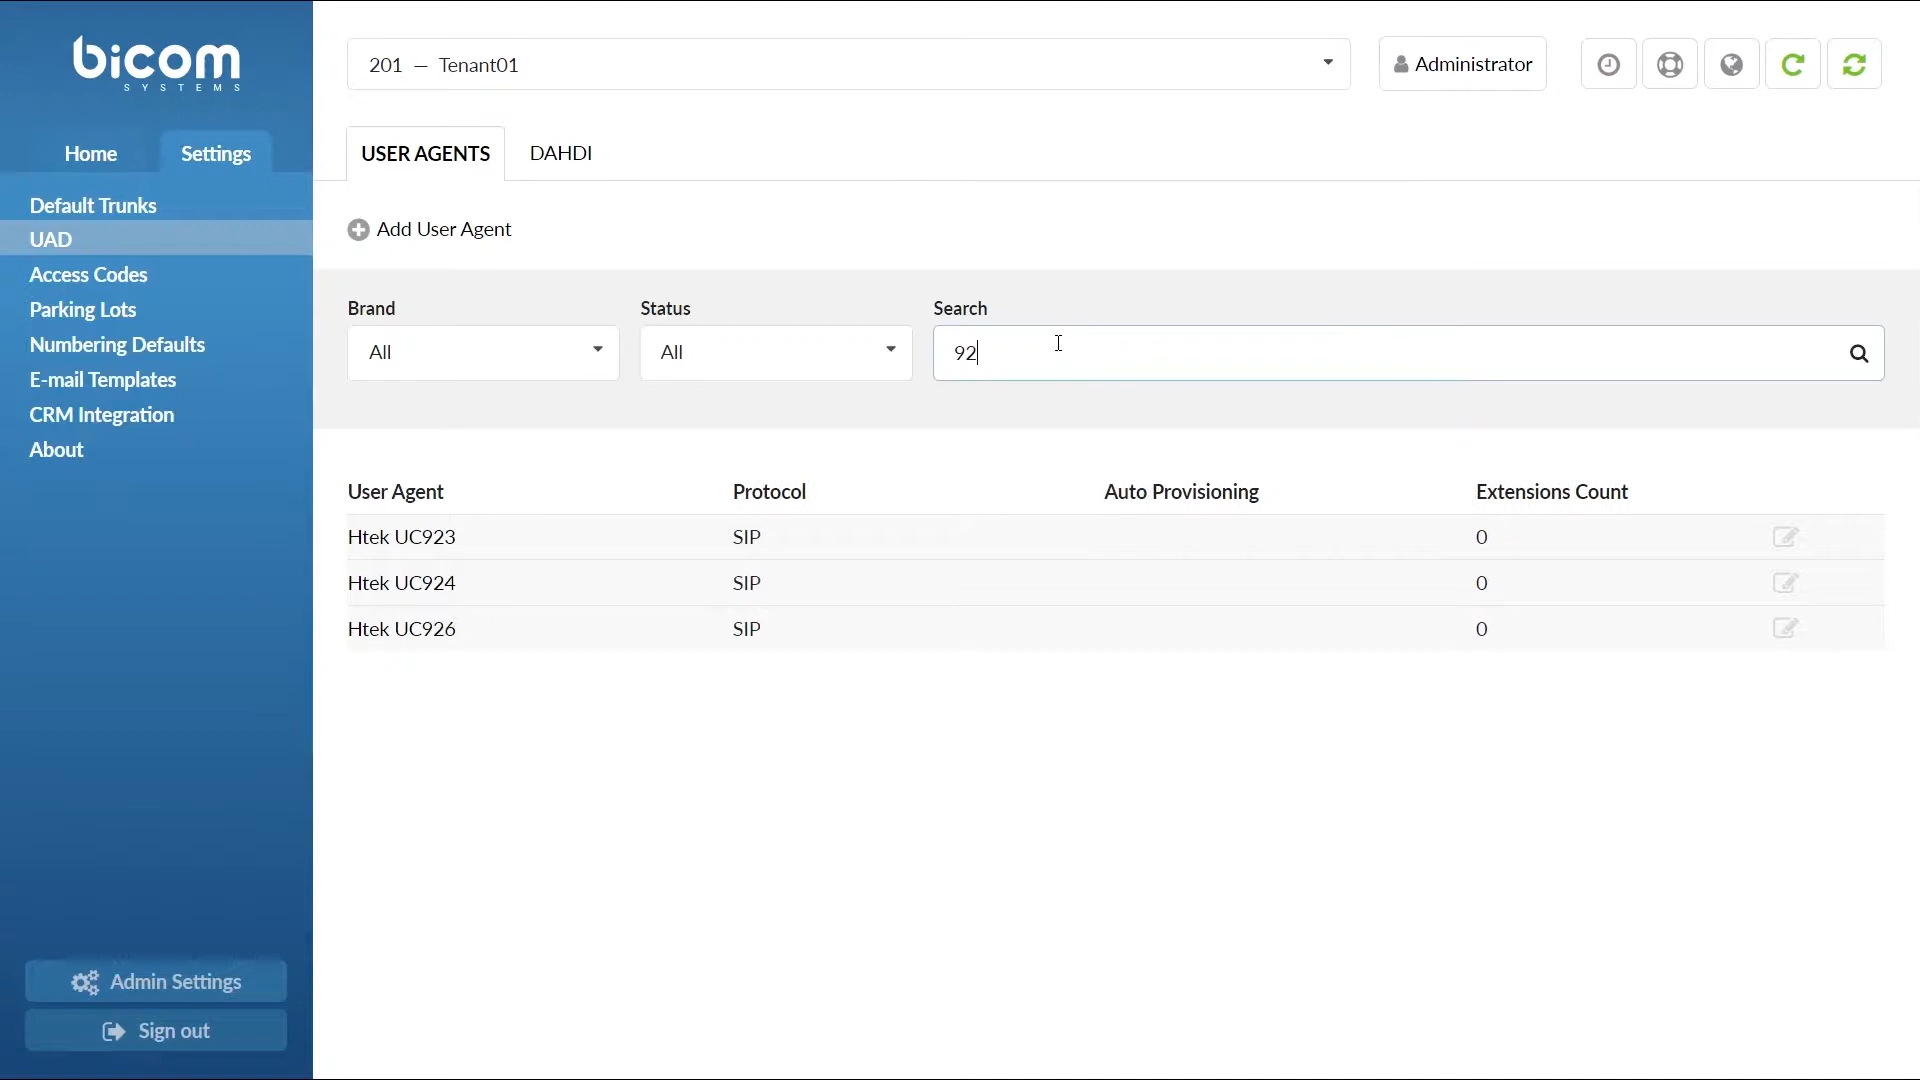 bicom
SYSTEMS
201 — Tenant01
Administrator
Home
Settings
USER AGENTS
DAHDI
Default Trunks
UAD
Access Codes
Parking Lots
Numbering Defaults
E-mail Templates
CRM Integration
About
Add User Agent
Brand
Status
Search
All
All
92
User Agent
Protocol
Auto Provisioning
Extensions Count
Htek UC923
SIP
0
Htek UC924
SIP
0
Htek UC926
SIP
0
Admin Settings
Sign out